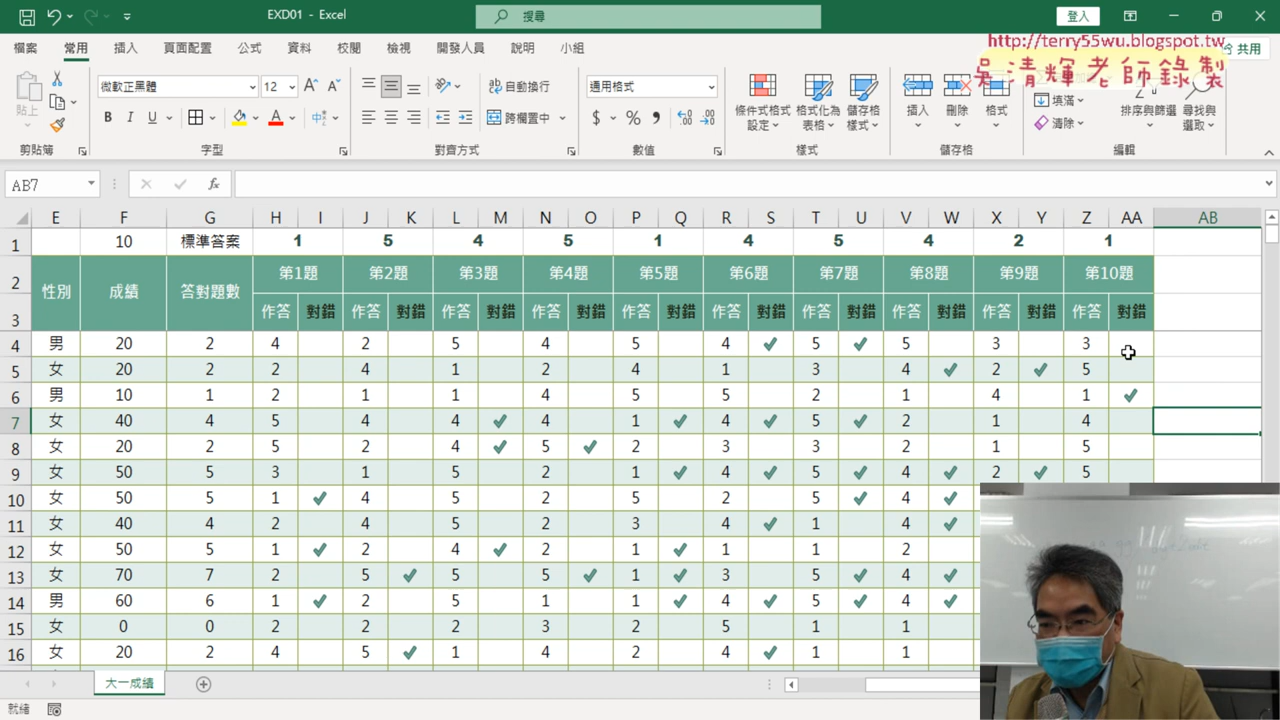 EXD01 - Excel
搜尋
登入
http://terry55wu.blogspot.tw
吳清輝老師錄製
檔案 常用 插入 頁面配置 公式 資料 校閱 檢視 開發人員 說明 小組 共用
貼上 微軟正黑體 12 自動換行 通用格式 條件式格式設定 格式化為表格 儲存格樣式 插入 刪除 格式 填滿 清除 排序與篩選 尋找與選取
B I U 跨欄置中 $ %
剪貼簿 字型 對齊方式 數值 樣式 儲存格 編輯
AB7 fx
E F G H I J K L M N O P Q R S T U V W X Y Z AA AB
1 10 標準答案 1 5 4 5 1 4 5 4 2 1
2 性別 成績 答對題數 第1題 第2題 第3題 第4題 第5題 第6題 第7題 第8題 第9題 第10題
3 作答 對錯 作答 對錯 作答 對錯 作答 對錯 作答 對錯 作答 對錯 作答 對錯 作答 對錯 作答 對錯 作答 對錯
4 男 20 2 4 2 5 4 5 4 ✔ 5 ✔ 5 3 3
5 女 20 2 2 4 1 2 4 1 3 4 ✔ 2 ✔ 5
6 男 10 1 2 1 1 4 5 5 2 1 4 1 ✔
7 女 40 4 5 4 4 ✔ 4 1 ✔ 4 ✔ 5 ✔ 2 1 4
8 女 20 2 5 2 4 ✔ 5 ✔ 2 3 3 2 1 5
9 女 50 5 3 1 5 2 1 ✔ 4 ✔ 5 ✔ 4 ✔ 2 ✔ 5
10 女 50 5 1 ✔ 4 5 2 5 2 5 ✔ 4 ✔
11 女 40 4 2 4 5 2 3 4 ✔ 1 4 ✔
12 女 50 5 1 ✔ 2 4 ✔ 2 1 ✔ 1 1 2
13 女 70 7 2 5 ✔ 5 5 ✔ 1 ✔ 3 5 ✔ 4 ✔
14 男 60 6 1 ✔ 2 5 1 1 ✔ 4 ✔ 5 ✔ 4 ✔
15 女 0 0 2 2 2 3 2 5 1 1
16 女 20 2 4 5 ✔ 1 4 2 4 ✔ 1 1
大一成績
就緒